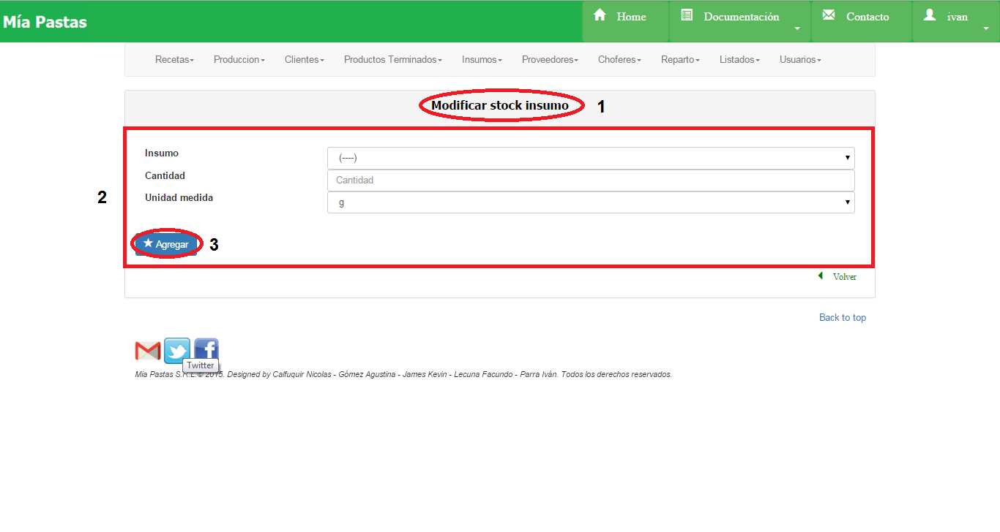 Mía Pastas
Home
Documentación
Contacto
ivan
Recetas Produccion Clientes Productos Terminados Insumos Proveedores Choferes Reparto Listados Usuarios
Modificar stock insumo 1
Insumo (----)
Cantidad Cantidad
2
Unidad medida g
Agregar 3
Volver
Back to top
Twitter
Mia Pastas S.R.L.© 2015. Designed by Calfuquir Nicolas - Gómez Agustina - James Kevin - Lecuna Facundo - Parra Iván. Todos los derechos reservados.